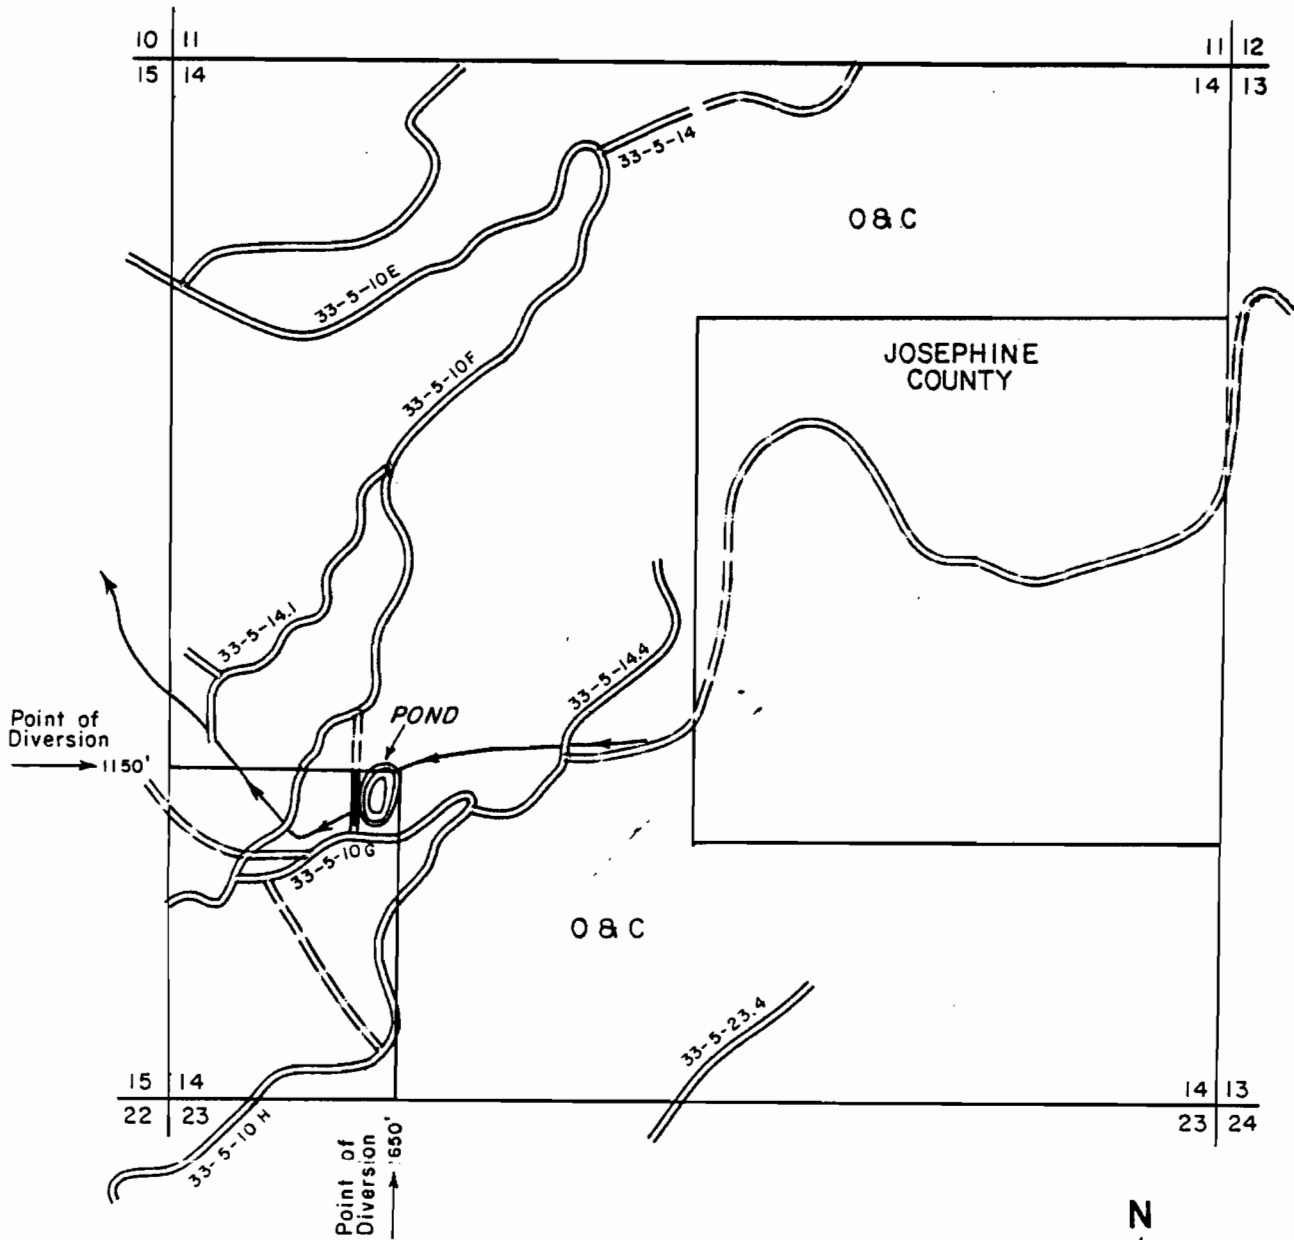 10 11
15 14
11 12
14 13
33-5-14
O & C
33-5-10E
JOSEPHINE
COUNTY
33-5-10F
33-5-14.1
33-5-14.4
POND
Point of
Diversion
1150'
33-5-10G
O & C
33-5-23.4
15 14
22 23
14 13
23 24
33-5-10H
Point of
Diversion
1650'
N